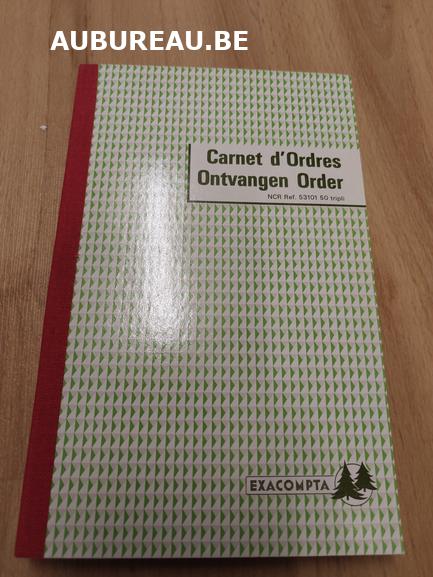 AUBUREAU.BE
Carnet d'Ordres
Ontvangen Order
NCR Ref. 53101 50 tripli
EXACOMPTA